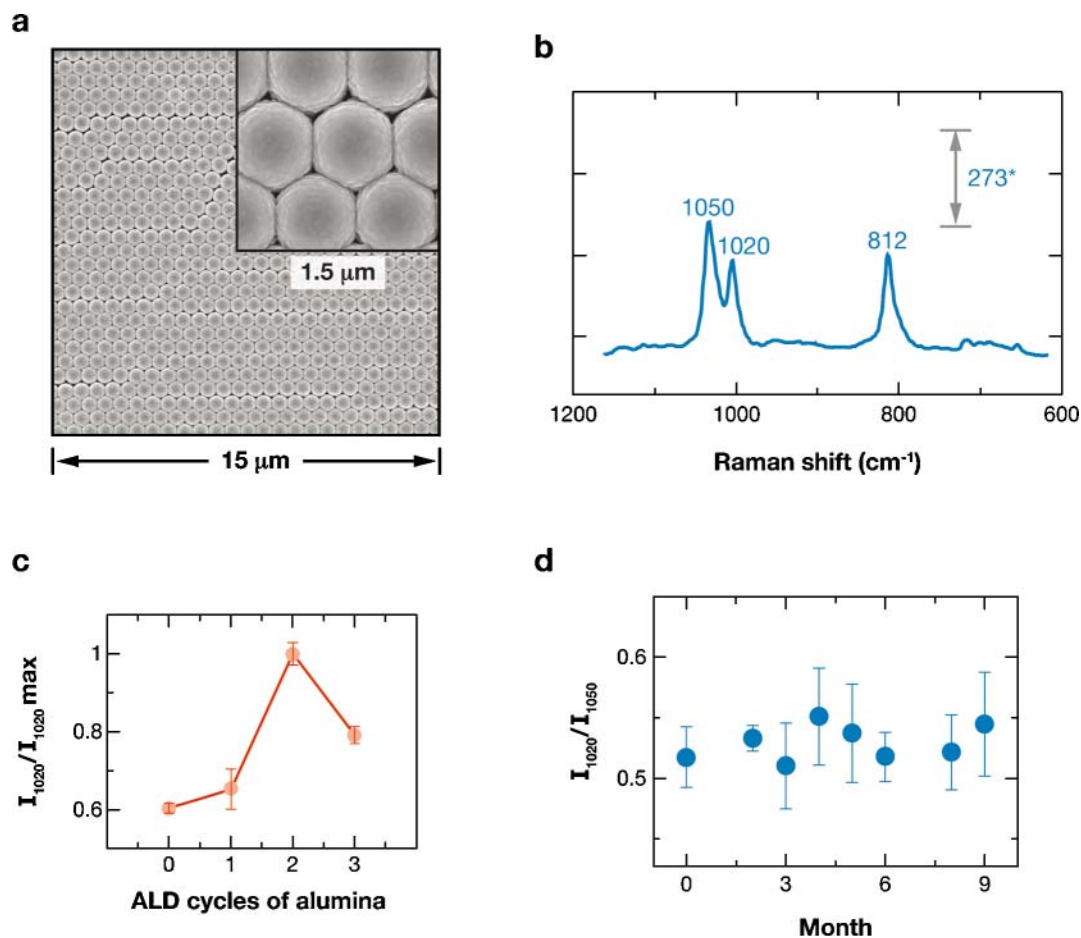 a
1.5 μm
15 μm
b
273*
1050
1020
812
1200
1000
800
600
Raman shift (cm⁻¹)
c
I₁₀₂₀/I₁₀₂₀ max
1
0.8
0.6
0
1
2
3
ALD cycles of alumina
d
I₁₀₂₀/I₁₀₅₀
0.6
0.5
0
3
6
9
Month